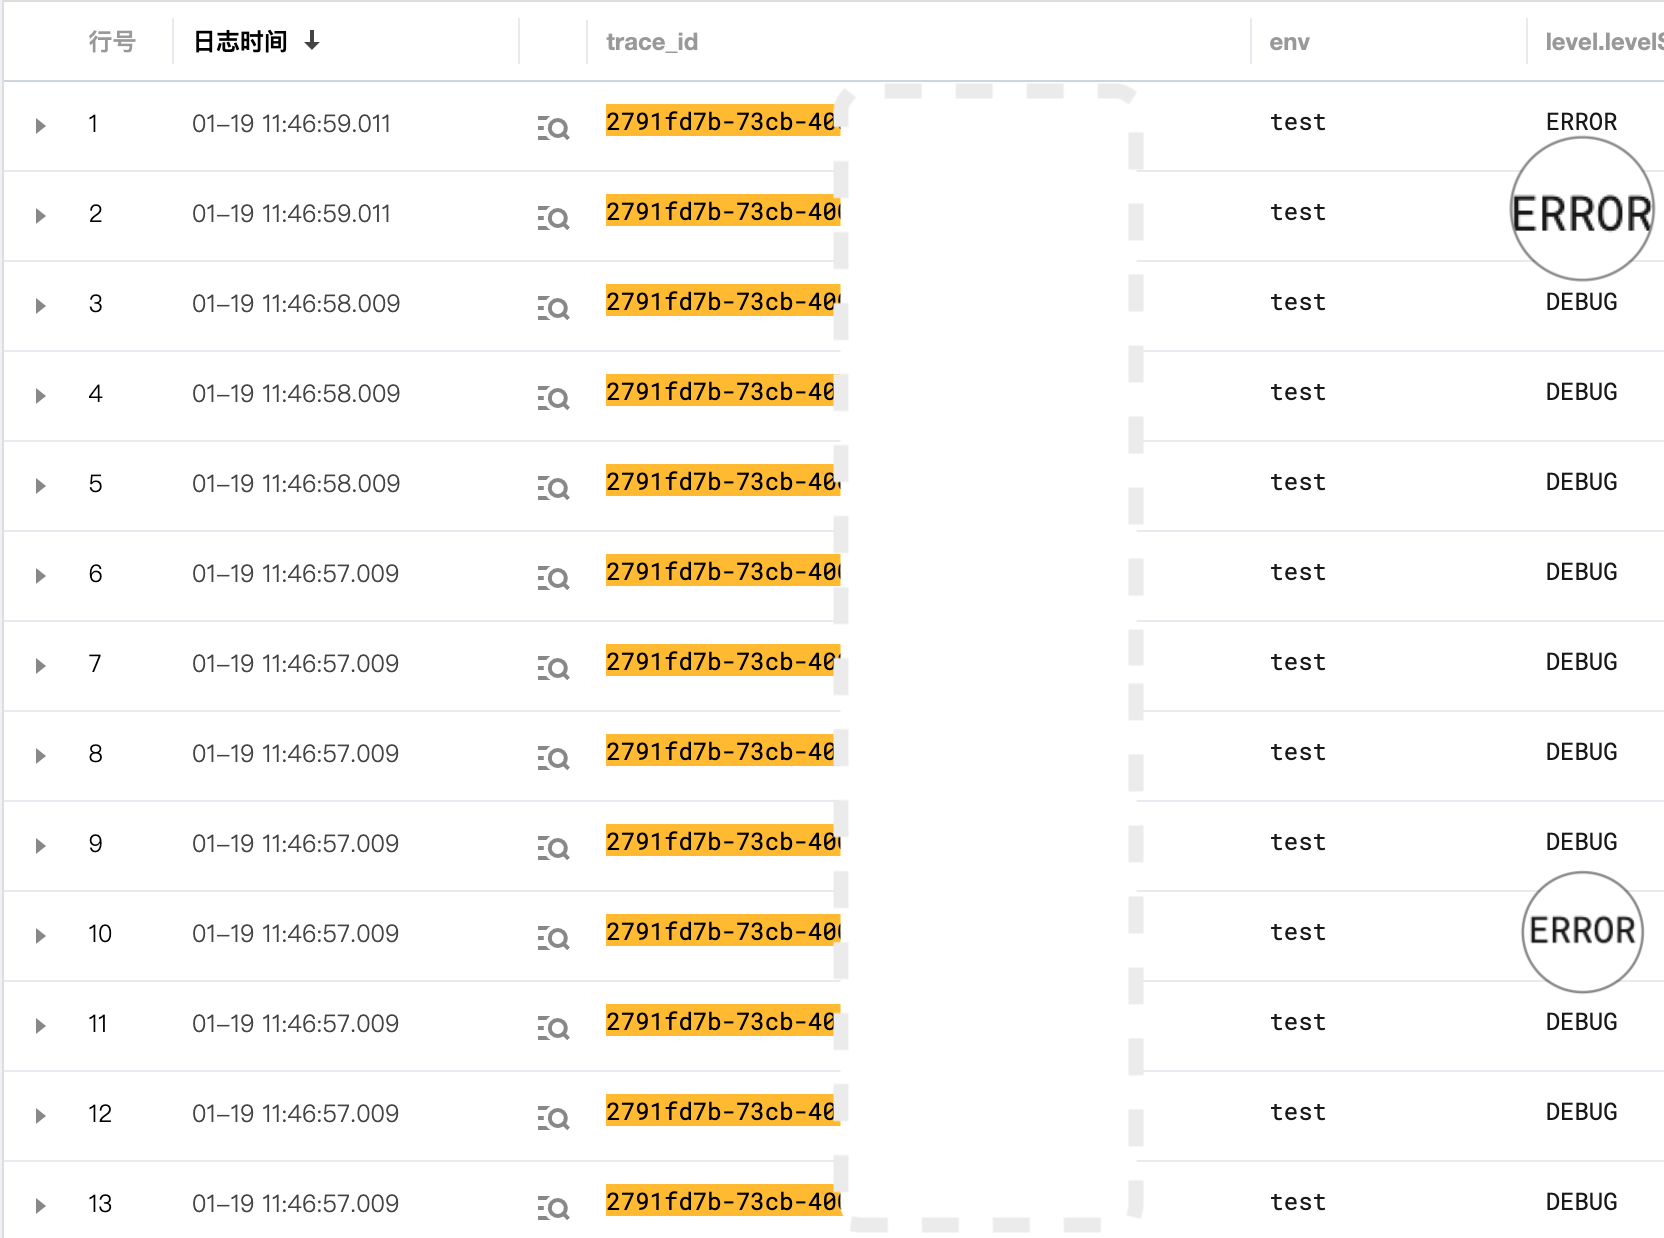 行号 日志时间 trace_id env level.levelS
1 01–19 11:46:59.011 2791fd7b-73cb-40 test ERROR
2 01–19 11:46:59.011 2791fd7b-73cb-40 test ERROR
3 01–19 11:46:58.009 2791fd7b-73cb-40 test DEBUG
4 01–19 11:46:58.009 2791fd7b-73cb-40 test DEBUG
5 01–19 11:46:58.009 2791fd7b-73cb-40 test DEBUG
6 01–19 11:46:57.009 2791fd7b-73cb-40 test DEBUG
7 01–19 11:46:57.009 2791fd7b-73cb-40 test DEBUG
8 01–19 11:46:57.009 2791fd7b-73cb-40 test DEBUG
9 01–19 11:46:57.009 2791fd7b-73cb-40 test DEBUG
10 01–19 11:46:57.009 2791fd7b-73cb-40 test ERROR
11 01–19 11:46:57.009 2791fd7b-73cb-40 test DEBUG
12 01–19 11:46:57.009 2791fd7b-73cb-40 test DEBUG
13 01–19 11:46:57.009 2791fd7b-73cb-40 test DEBUG